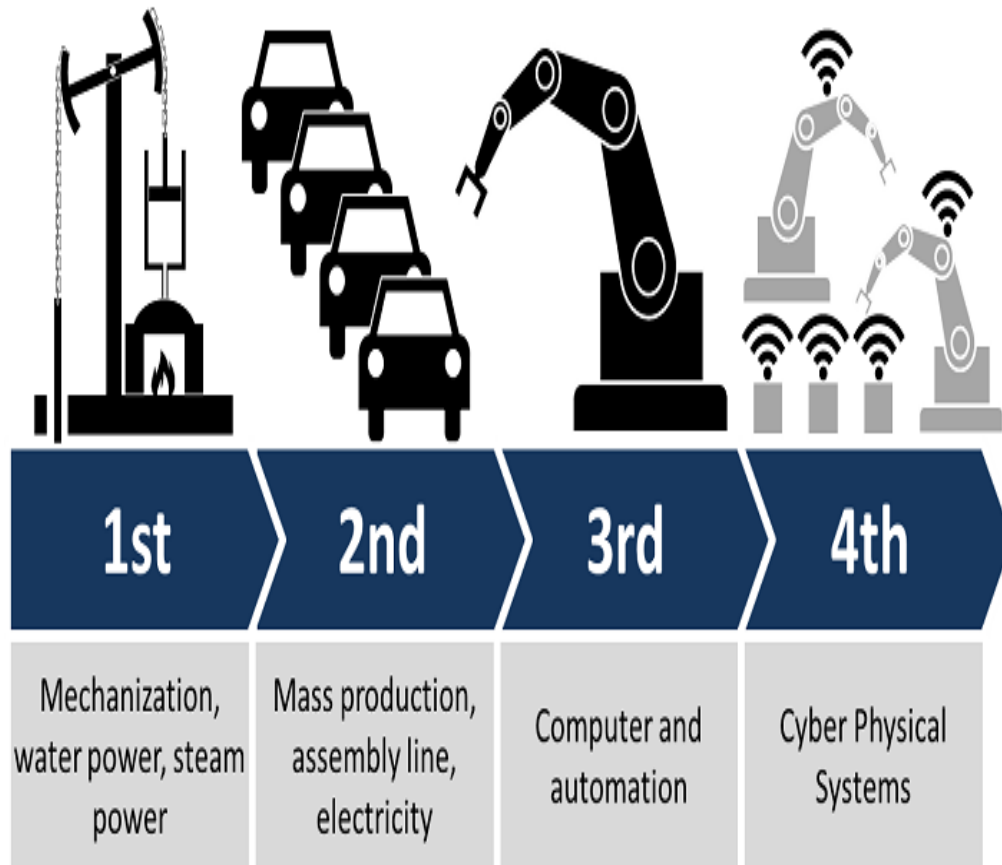 1st
2nd
3rd
4th
Mechanization,
water power, steam
power
Mass production,
assembly line,
electricity
Computer and
automation
Cyber Physical
Systems